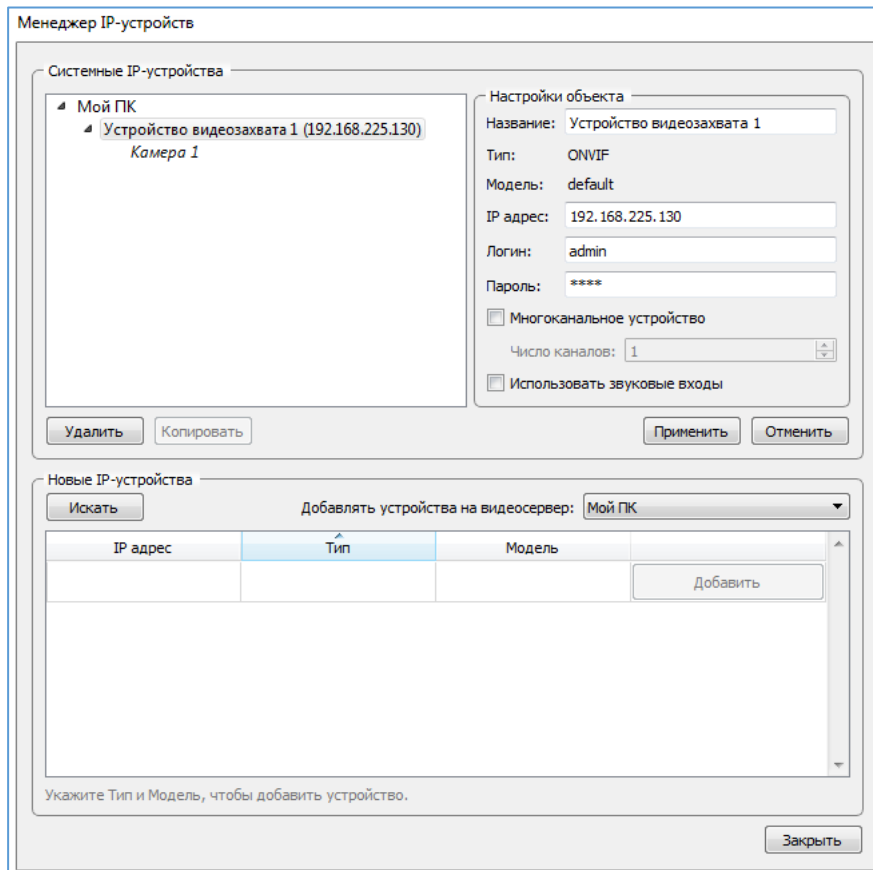 Менеджер IP-устройств
Системные IP-устройства
Мой ПК
Устройство видеозахвата 1 (192.168.225.130)
Камера 1
Настройки объекта
Название: Устройство видеозахвата 1
Тип: ONVIF
Модель: default
IP адрес: 192.168.225.130
Логин: admin
Пароль: ****
Многоканальное устройство
Число каналов: 1
Использовать звуковые входы
Удалить Копировать Применить Отменить
Новые IP-устройства
Искать Добавлять устройства на видеосервер: Мой ПК
IP адрес Тип Модель
Добавить
Укажите Тип и Модель, чтобы добавить устройство.
Закрыть